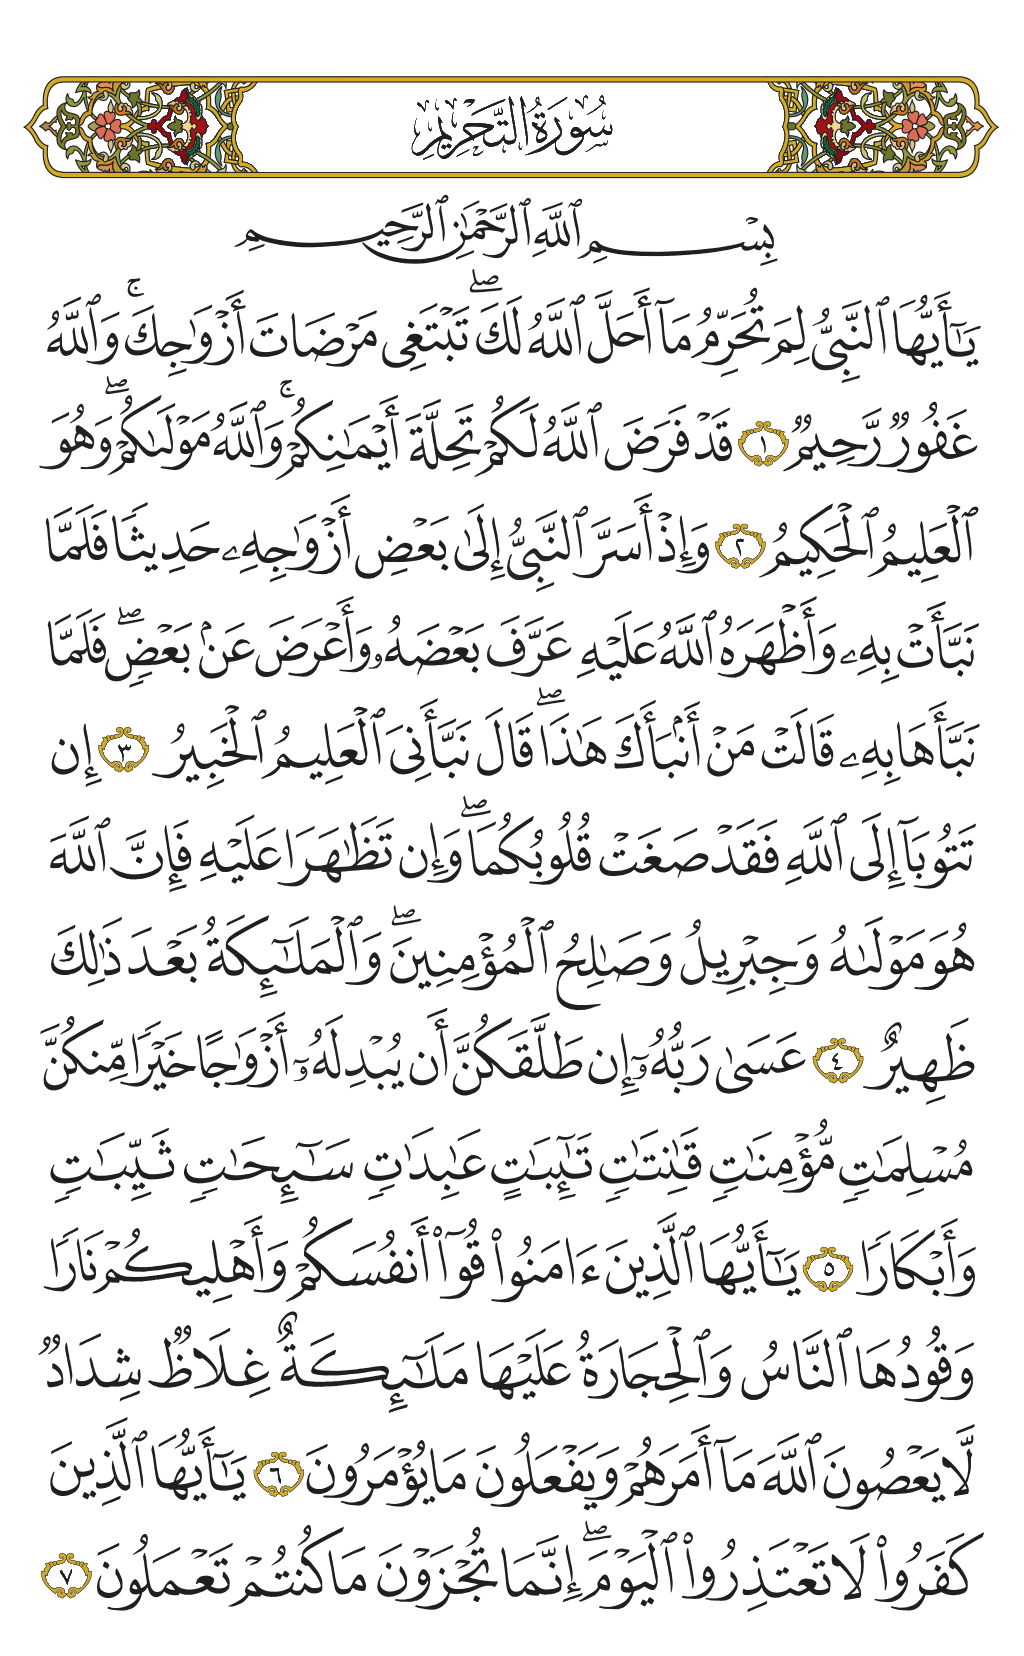 سُورَةُ التَّحْرِيمِ
بِسْمِ ٱللَّهِ ٱلرَّحْمَٰنِ ٱلرَّحِيمِ
يَٰٓأَيُّهَا ٱلنَّبِىُّ لِمَ تُحَرِّمُ مَآ أَحَلَّ ٱللَّهُ لَكَۖ تَبْتَغِى مَرْضَاتَ أَزْوَٰجِكَۚ وَٱللَّهُ
غَفُورٌ رَّحِيمٌ ١ قَدْ فَرَضَ ٱللَّهُ لَكُمْ تَحِلَّةَ أَيْمَٰنِكُمْۚ وَٱللَّهُ مَوْلَىٰكُمْۖ وَهُوَ
ٱلْعَلِيمُ ٱلْحَكِيمُ ٢ وَإِذْ أَسَرَّ ٱلنَّبِىُّ إِلَىٰ بَعْضِ أَزْوَٰجِهِۦ حَدِيثًا فَلَمَّا
نَبَّأَتْ بِهِۦ وَأَظْهَرَهُ ٱللَّهُ عَلَيْهِ عَرَّفَ بَعْضَهُۥ وَأَعْرَضَ عَنۢ بَعْضٍۖ فَلَمَّا
نَبَّأَهَا بِهِۦ قَالَتْ مَنْ أَنۢبَأَكَ هَٰذَاۖ قَالَ نَبَّأَنِىَ ٱلْعَلِيمُ ٱلْخَبِيرُ ٣ إِن
تَتُوبَآ إِلَى ٱللَّهِ فَقَدْ صَغَتْ قُلُوبُكُمَاۖ وَإِن تَظَٰهَرَا عَلَيْهِ فَإِنَّ ٱللَّهَ
هُوَ مَوْلَىٰهُ وَجِبْرِيلُ وَصَٰلِحُ ٱلْمُؤْمِنِينَۖ وَٱلْمَلَٰٓئِكَةُ بَعْدَ ذَٰلِكَ
ظَهِيرٌ ٤ عَسَىٰ رَبُّهُۥٓ إِن طَلَّقَكُنَّ أَن يُبْدِلَهُۥٓ أَزْوَٰجًا خَيْرًا مِّنكُنَّ
مُسْلِمَٰتٍ مُّؤْمِنَٰتٍ قَٰنِتَٰتٍ تَٰٓئِبَٰتٍ عَٰبِدَٰتٍ سَٰٓئِحَٰتٍ ثَيِّبَٰتٍ
وَأَبْكَارًا ٥ يَٰٓأَيُّهَا ٱلَّذِينَ ءَامَنُوا۟ قُوٓا۟ أَنفُسَكُمْ وَأَهْلِيكُمْ نَارًا
وَقُودُهَا ٱلنَّاسُ وَٱلْحِجَارَةُ عَلَيْهَا مَلَٰٓئِكَةٌ غِلَاظٌ شِدَادٌ
لَّا يَعْصُونَ ٱللَّهَ مَآ أَمَرَهُمْ وَيَفْعَلُونَ مَا يُؤْمَرُونَ ٦ يَٰٓأَيُّهَا ٱلَّذِينَ
كَفَرُوا۟ لَا تَعْتَذِرُوا۟ ٱلْيَوْمَۖ إِنَّمَا تُجْزَوْنَ مَا كُنتُمْ تَعْمَلُونَ ٧